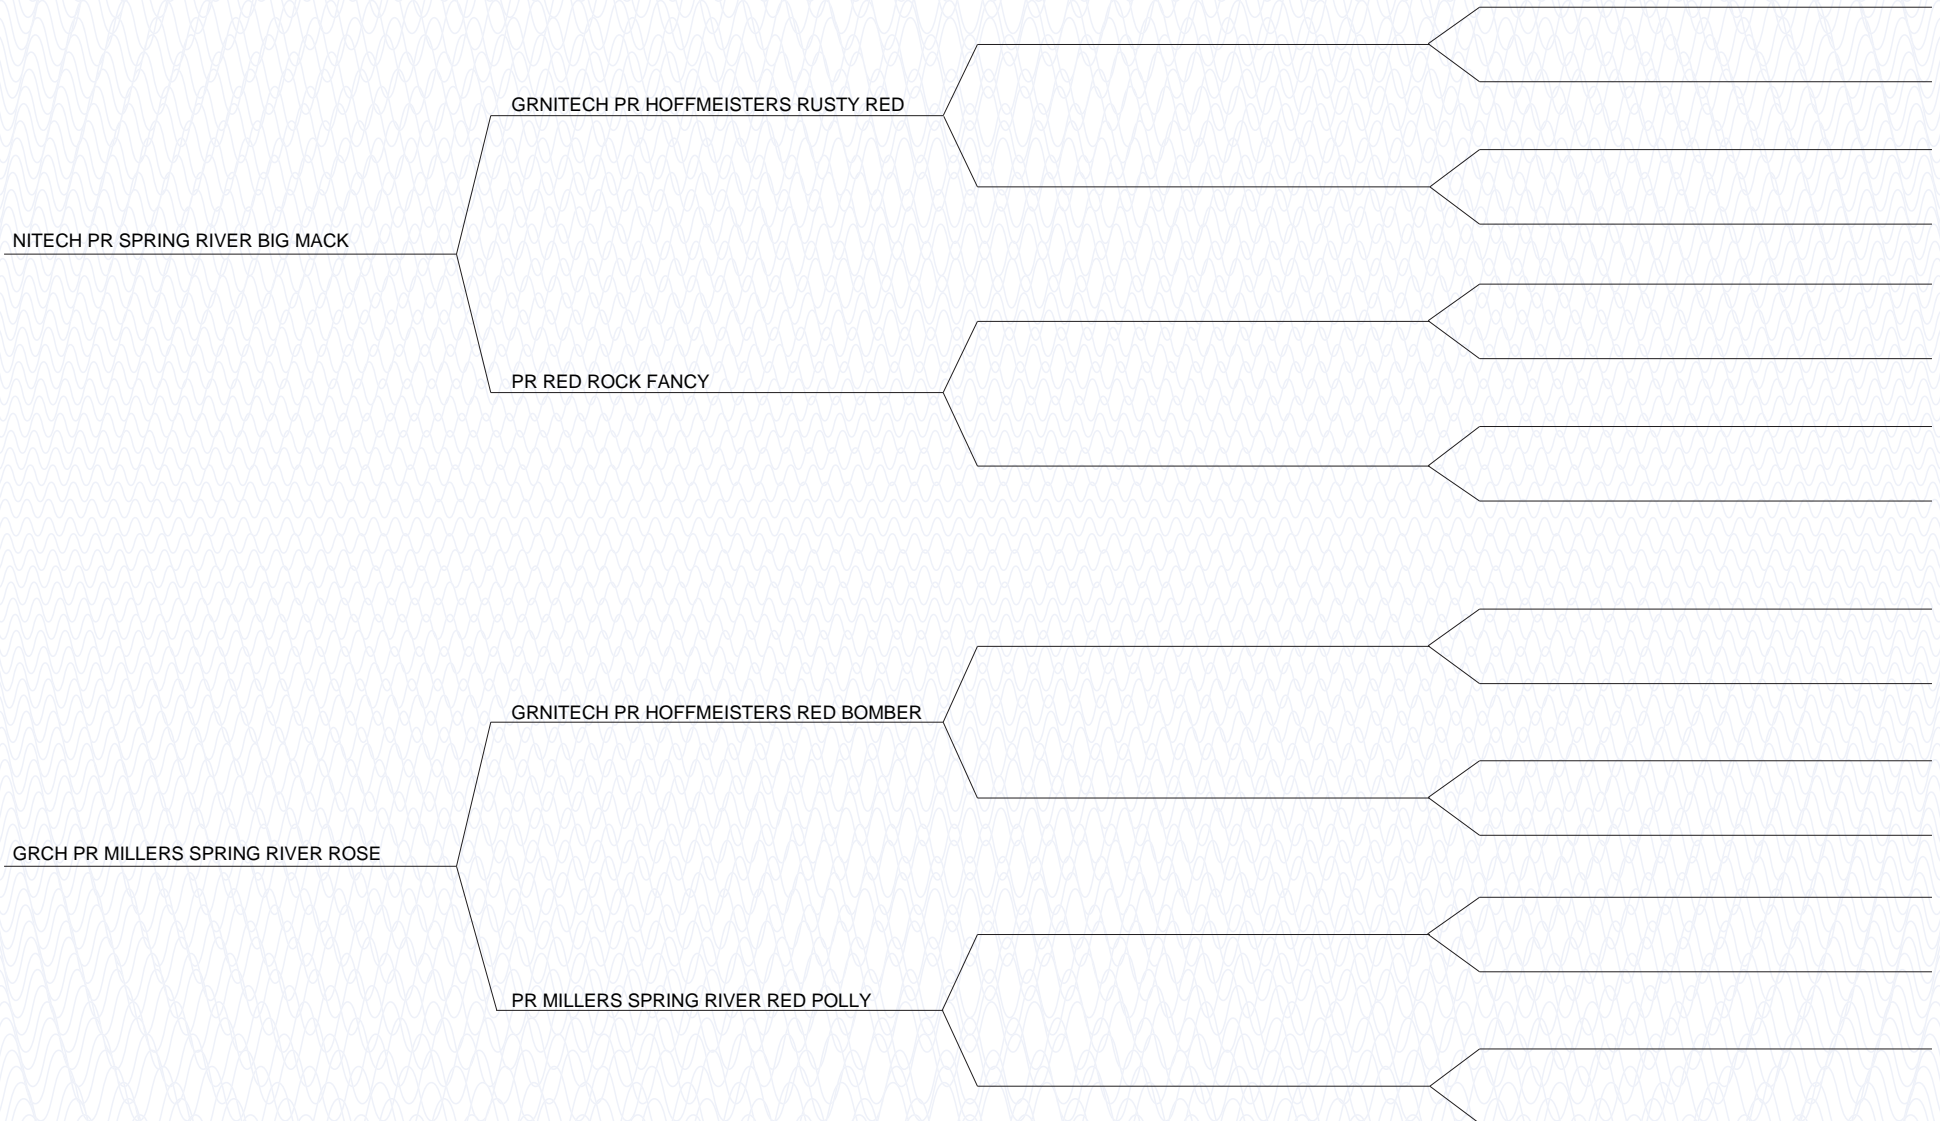 GRNITECH PR HOFFMEISTERS RUSTY RED
NITECH PR SPRING RIVER BIG MACK
PR RED ROCK FANCY
GRNITECH PR HOFFMEISTERS RED BOMBER
GRCH PR MILLERS SPRING RIVER ROSE
PR MILLERS SPRING RIVER RED POLLY